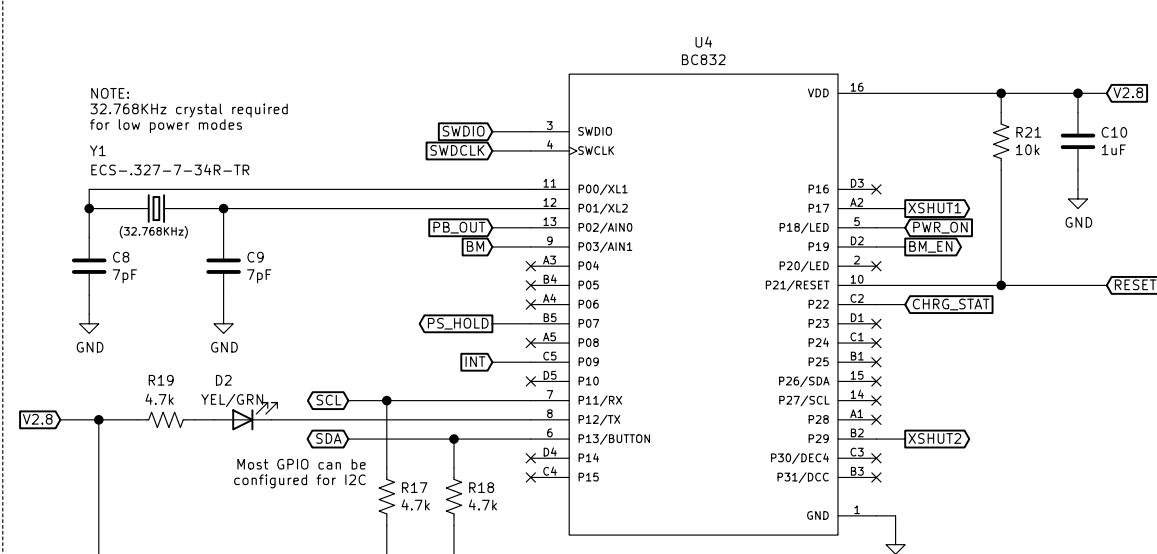 U4
BC832
NOTE:
32.768KHz crystal required
for low power modes
Y1
ECS-.327-7-34R-TR
(32.768KHz)
C8
7pF
C9
7pF
GND
GND
SWDIO
3
SWDIO
SWDCLK
4
SWCLK
11
P00/XL1
12
P01/XL2
PB_OUT
13
P02/AIN0
BM
9
P03/AIN1
A3
P04
B4
P05
A4
P06
PS_HOLD
B5
P07
A5
P08
INT
C5
P09
D5
P10
SCL
7
P11/RX
8
P12/TX
SDA
6
P13/BUTTON
D4
P14
C4
P15
R19
4.7k
D2
YEL/GRN
V2.8
Most GPIO can be
configured for I2C
R17
4.7k
R18
4.7k
VDD
16
V2.8
R21
10k
C10
1uF
GND
P16
D3
P17
A2
XSHUT1
P18/LED
5
PWR_ON
P19
D2
BM_EN
P20/LED
2
P21/RESET
10
RESET
P22
C2
CHRG_STAT
P23
D1
P24
C1
P25
B1
P26/SDA
15
P27/SCL
14
P28
A1
P29
B2
XSHUT2
P30/DEC4
C3
P31/DCC
B3
GND
1